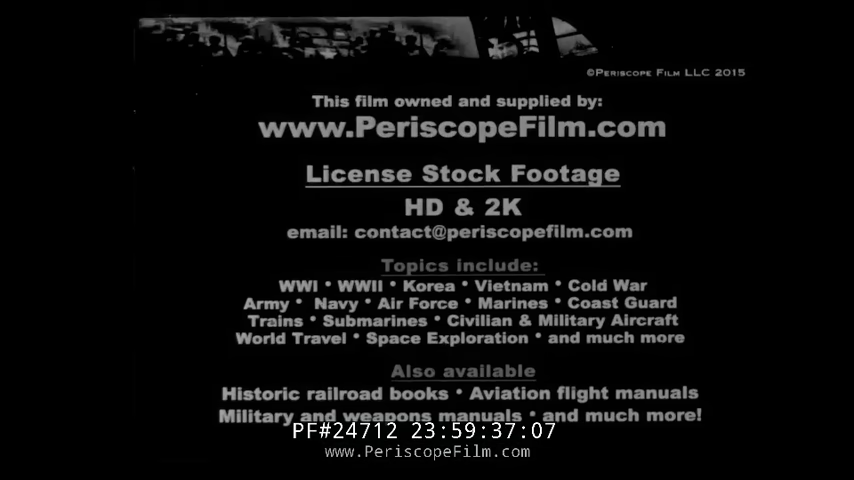 ©Periscope Film LLC 2015
This film owned and supplied by:
www.PeriscopeFilm.com
License Stock Footage
HD & 2K
email: contact@periscopefilm.com
Topics include:
WWI • WWII • Korea • Vietnam • Cold War
Army • Navy • Air Force • Marines • Coast Guard
Trains • Submarines • Civilian & Military Aircraft
World Travel • Space Exploration • and much more
Also available
Historic railroad books • Aviation flight manuals
Military and weapons manuals • and much more!
PF#24712 23:59:37:07
www.PeriscopeFilm.com